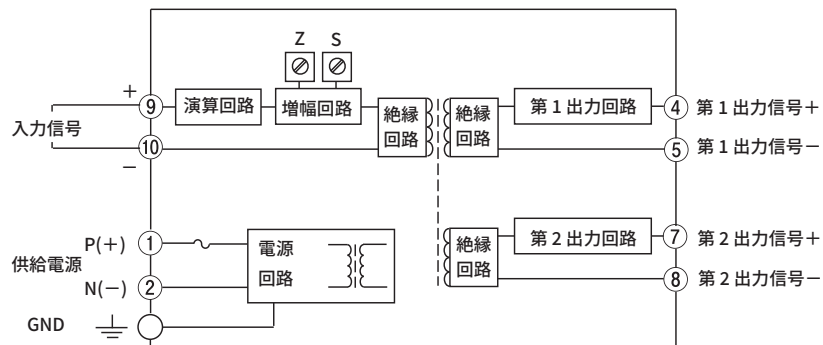 Z S
+ ⑨ 演算回路 増幅回路 絶縁回路 絶縁回路 第1出力回路 ④ 第1出力信号+
入力信号
− ⑩ ⑤ 第1出力信号−
供給電源
P(+) ① 電源回路
N(−) ②
GND
絶縁回路 第2出力回路 ⑦ 第2出力信号+
⑧ 第2出力信号−